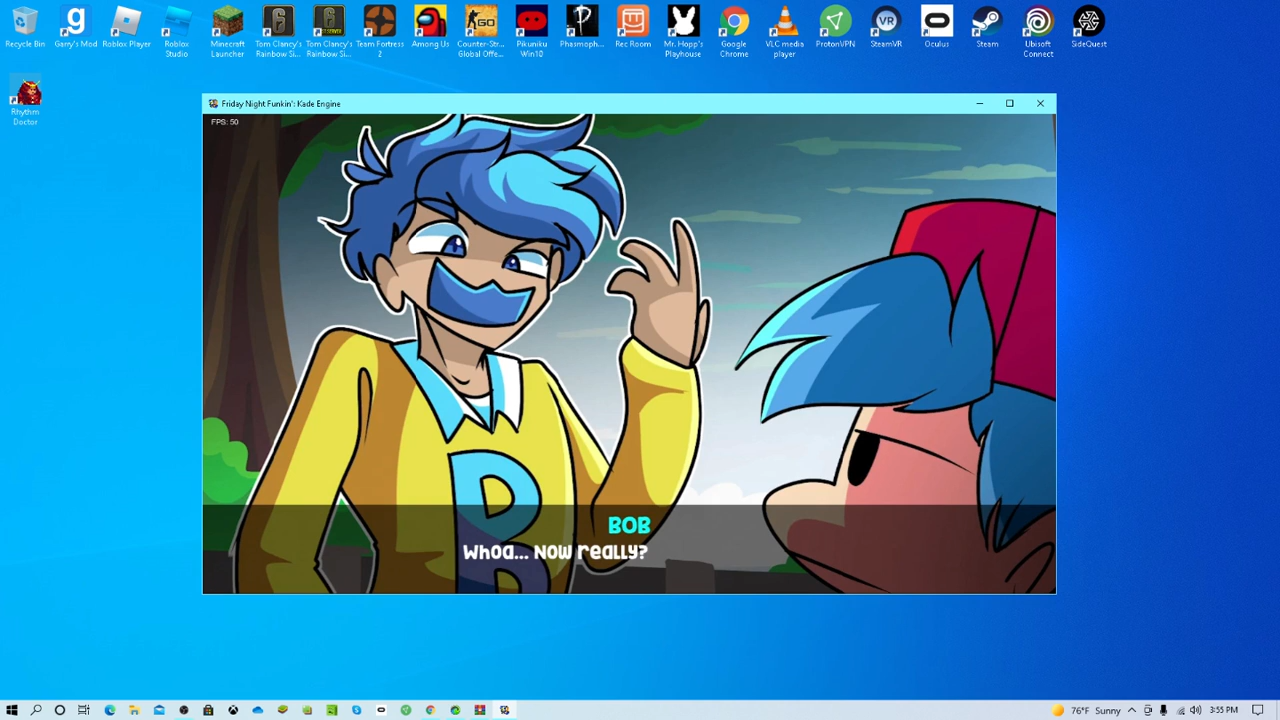 Recycle Bin
Garry's Mod
Roblox Player
Roblox Studio
Minecraft Launcher
Tom Clancy's Rainbow Si...
Tom Clancy's Rainbow Si...
Team Fortress 2
Among Us
Counter-Str... Global Offe...
Pikuniku Win10
Phasmoph...
Rec Room
Mr. Hopp's Playhouse
Google Chrome
VLC media player
ProtonVPN
SteamVR
Oculus
Steam
Ubisoft Connect
SideQuest
Rhythm Doctor
Friday Night Funkin': Kade Engine
FPS: 50
B
BOB
Whoa... Now really?
76°F Sunny
3:55 PM